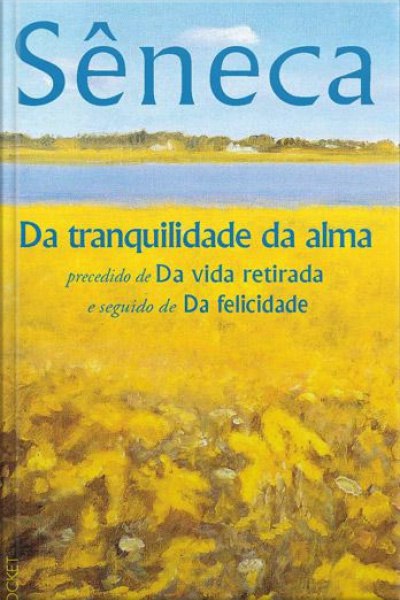 Sêneca
Da tranquilidade da alma
precedido de Da vida retirada
e seguido de Da felicidade